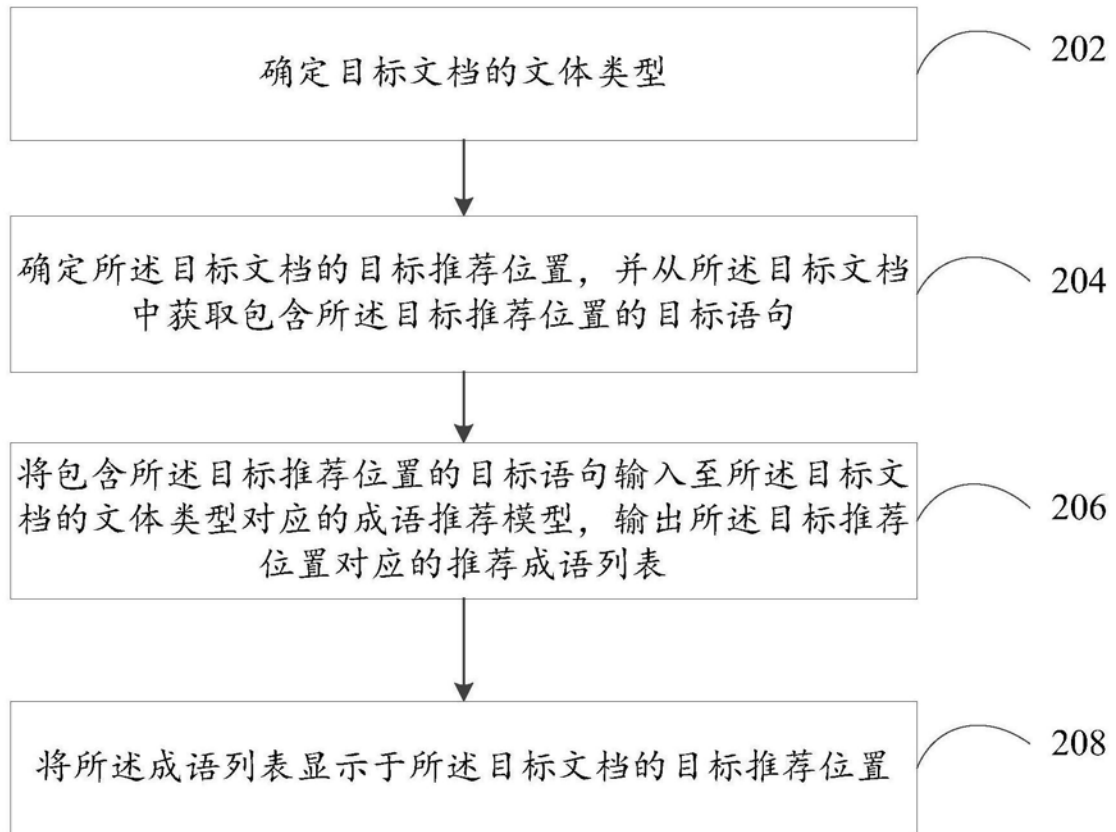 确定目标文档的文体类型
202
确定所述目标文档的目标推荐位置，并从所述目标文档
中获取包含所述目标推荐位置的目标语句
204
将包含所述目标推荐位置的目标语句输入至所述目标文
档的文体类型对应的成语推荐模型，输出所述目标推荐
位置对应的推荐成语列表
206
将所述成语列表显示于所述目标文档的目标推荐位置
208